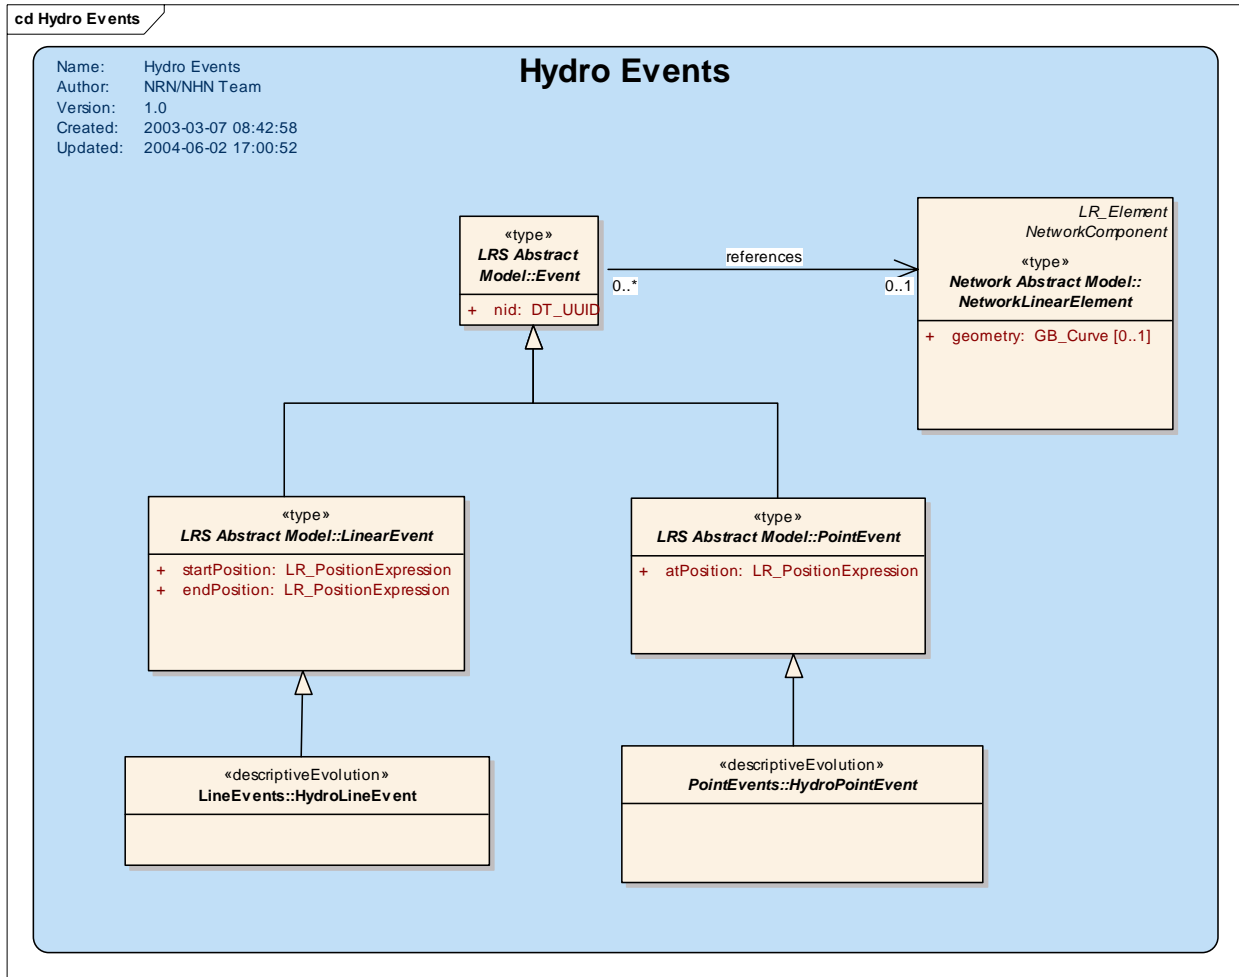 cd Hydro Events
Hydro Events
Name: Hydro Events
Author: NRN/NHN Team
Version: 1.0
Created: 2003-03-07 08:42:58
Updated: 2004-06-02 17:00:52
«type»
LRS Abstract
Model::Event
+ nid: DT_UUID
references
0..*
0..1
LR_Element
NetworkComponent
«type»
Network Abstract Model::
NetworkLinearElement
+ geometry: GB_Curve [0..1]
«type»
LRS Abstract Model::LinearEvent
+ startPosition: LR_PositionExpression
+ endPosition: LR_PositionExpression
«type»
LRS Abstract Model::PointEvent
+ atPosition: LR_PositionExpression
«descriptiveEvolution»
LineEvents::HydroLineEvent
«descriptiveEvolution»
PointEvents::HydroPointEvent